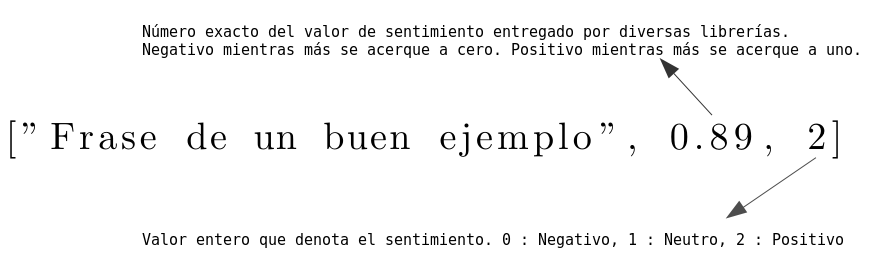 Número exacto del valor de sentimiento entregado por diversas librerías.
Negativo mientras más se acerque a cero. Positivo mientras más se acerque a uno.
[” Frase de un buen ejemplo”, 0.89, 2]
Valor entero que denota el sentimiento. 0 : Negativo, 1 : Neutro, 2 : Positivo